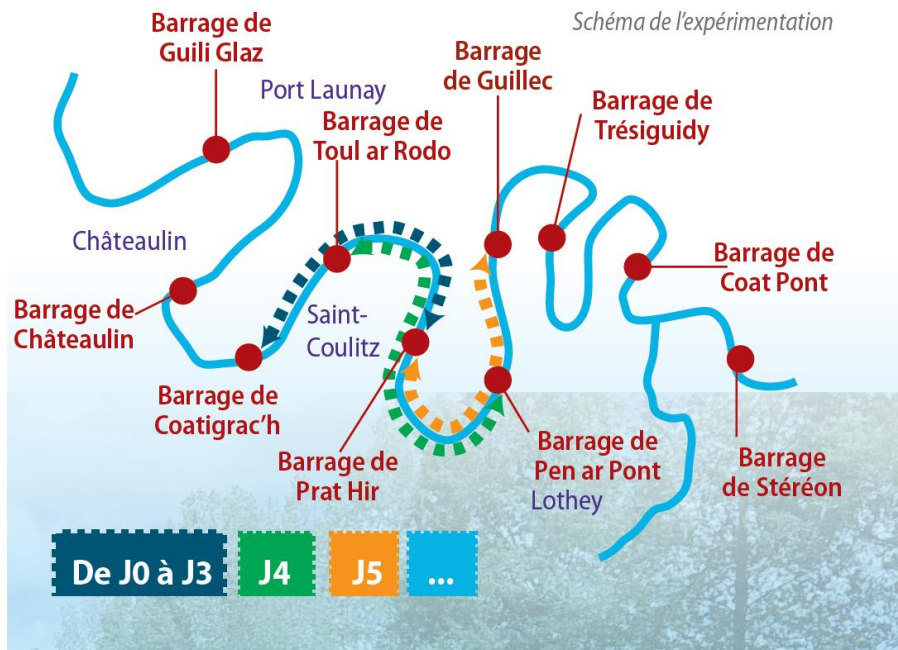 Schéma de l'expérimentation
Barrage de
Guili Glaz
Port Launay
Barrage de
Toul ar Rodo
Barrage
de Guillec
Barrage de
Trésiguidy
Châteaulin
Barrage de
Coat Pont
Barrage de
Châteaulin
Saint-
Coulitz
Barrage de
Coatigrac'h
Barrage de
Prat Hir
Barrage de
Pen ar Pont
Lothey
Barrage
de Stéréon
De J0 à J3
J4
J5
...